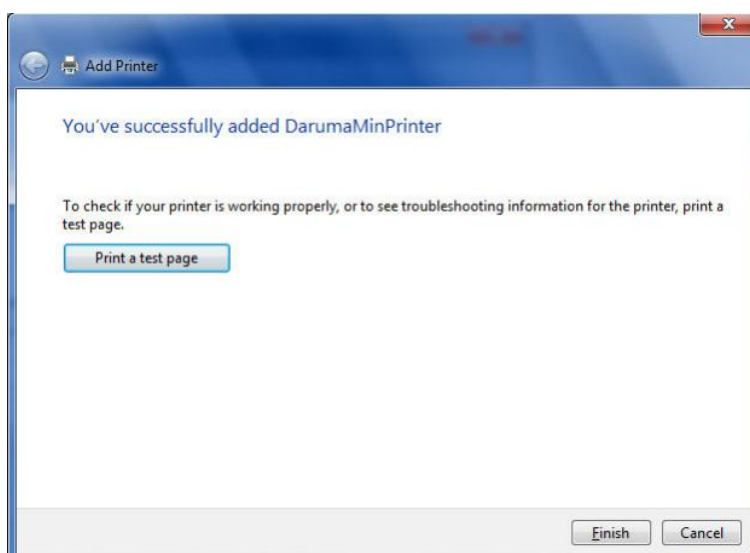 Add Printer
You've successfully added DarumaMinPrinter
To check if your printer is working properly, or to see troubleshooting information for the printer, print a
test page.
Print a test page
Finish Cancel